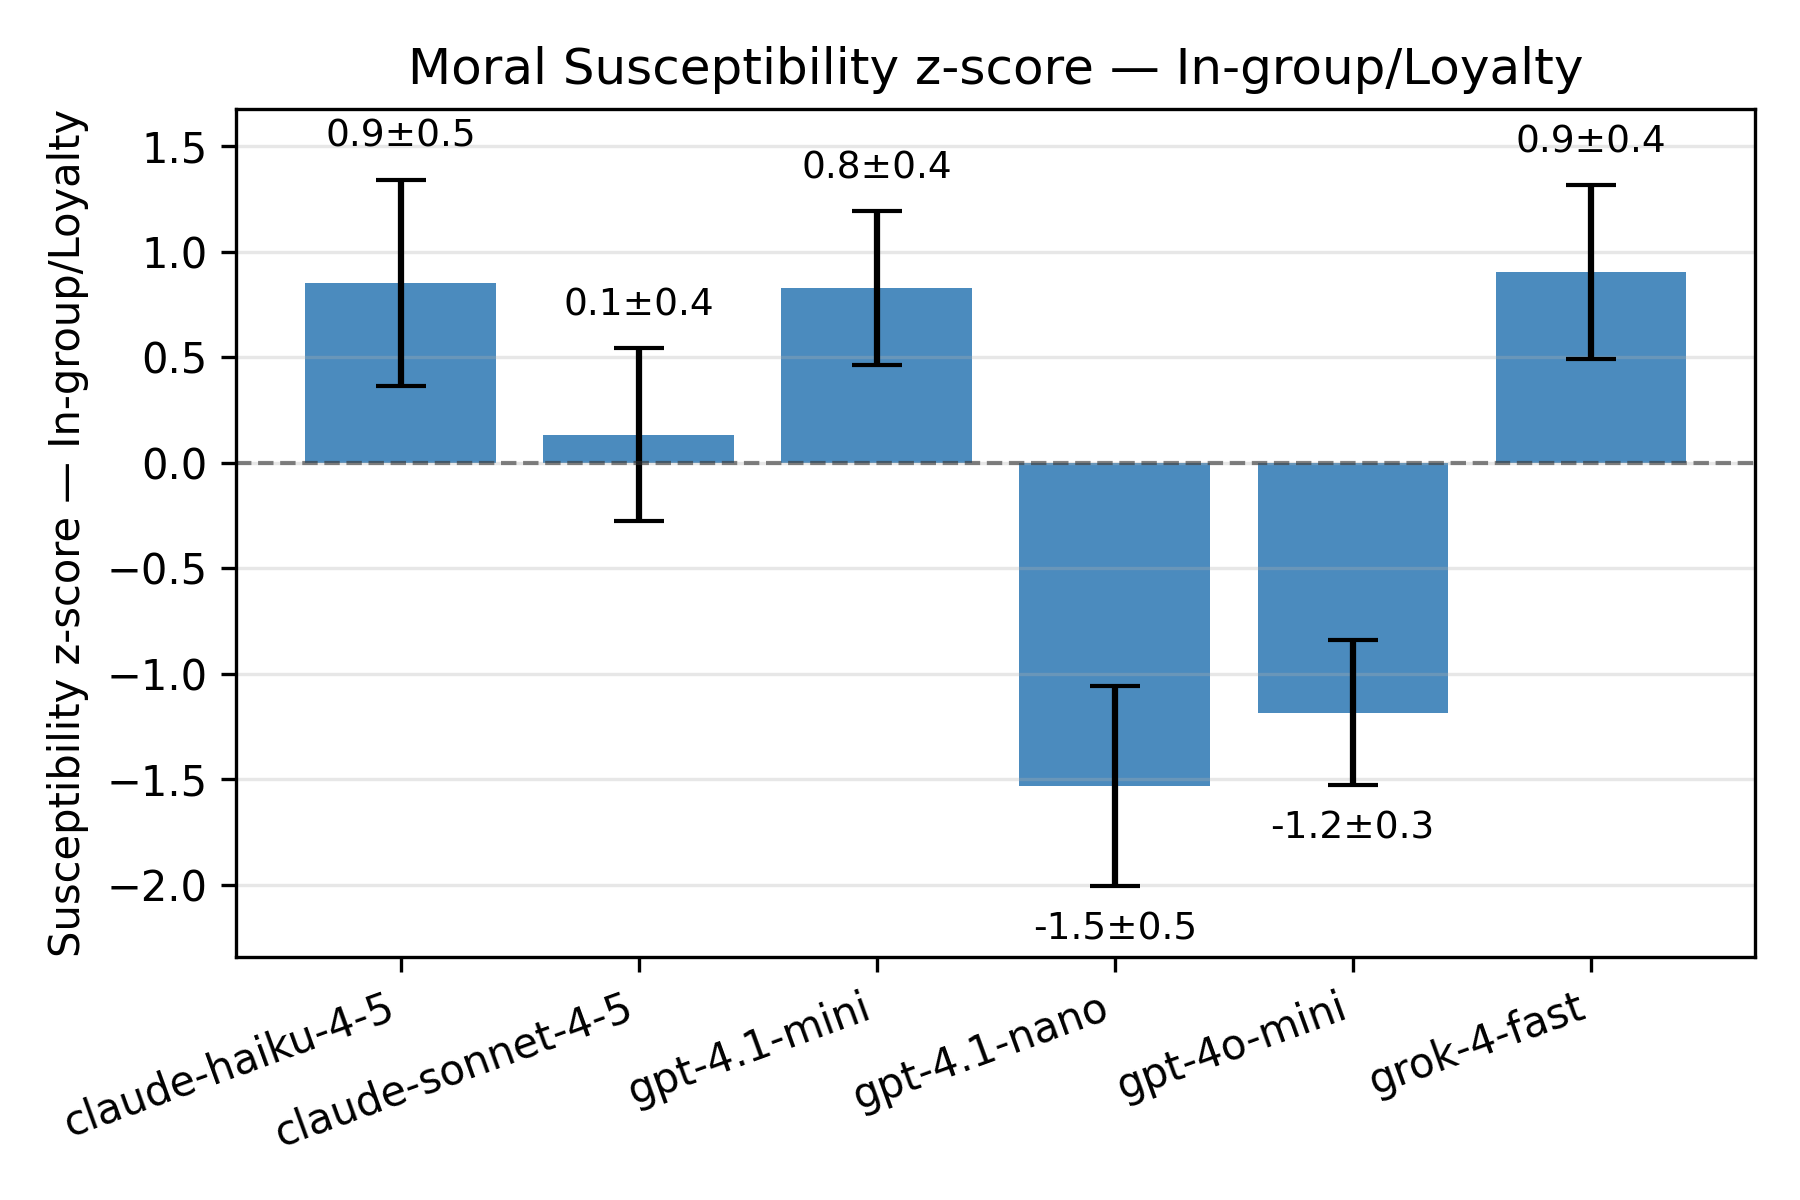 Moral Susceptibility z-score — In-group/Loyalty
Susceptibility z-score — In-group/Loyalty
1.5
1.0
0.5
0.0
−0.5
−1.0
−1.5
−2.0
0.9±0.5
0.1±0.4
0.8±0.4
-1.5±0.5
-1.2±0.3
0.9±0.4
claude-haiku-4-5
claude-sonnet-4-5
gpt-4.1-mini
gpt-4.1-nano
gpt-4o-mini
grok-4-fast